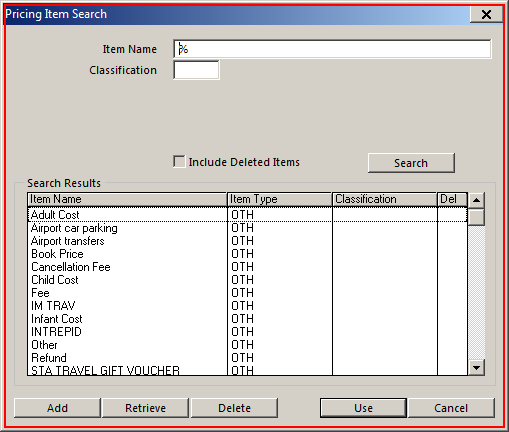 Pricing Item Search
Item Name %
Classification
Include Deleted Items Search
Search Results
Item Name Item Type Classification Del
Adult Cost OTH
Airport car parking OTH
Airport transfers OTH
Book Price OTH
Cancellation Fee OTH
Child Cost OTH
Fee OTH
IM TRAV OTH
Infant Cost OTH
INTREPID OTH
Other OTH
Refund OTH
STA TRAVEL GIFT VOUCHER OTH
Add Retrieve Delete Use Cancel